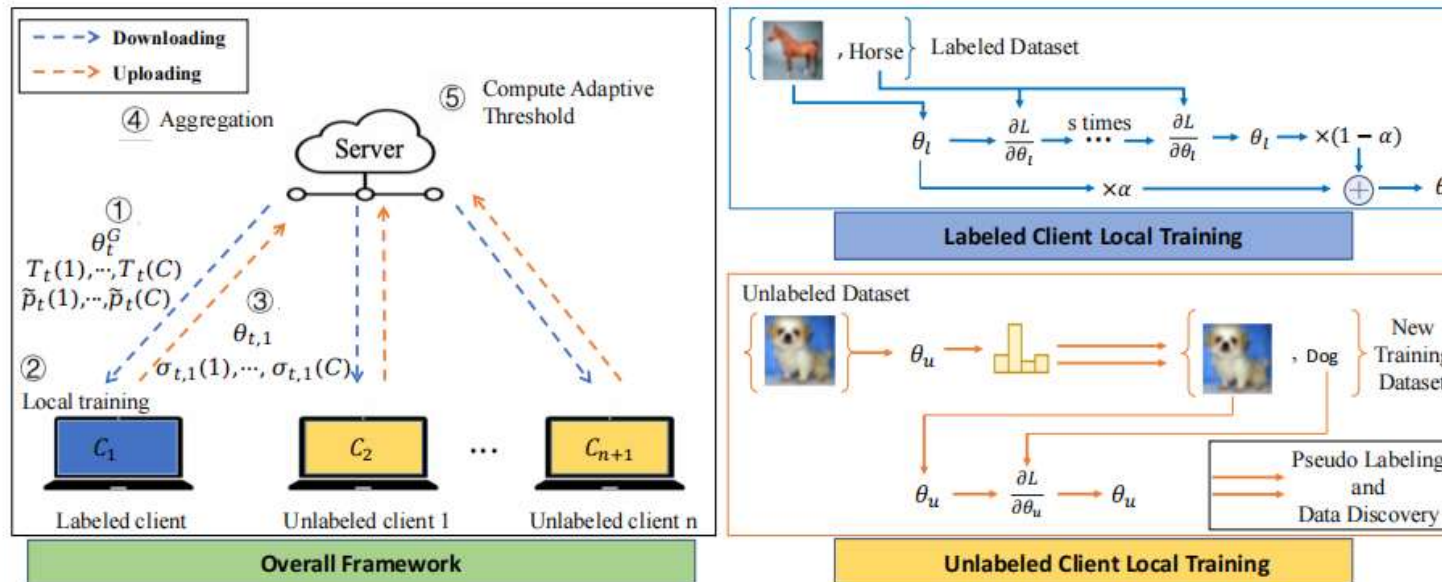 Downloading
Uploading
④ Aggregation
⑤ Compute Adaptive
Threshold
Server
①
θ_t^G
T_t(1),⋯,T_t(C)
p̃_t(1),⋯,p̃_t(C)
③
θ_{t,1}
σ_{t,1}(1),⋯, σ_{t,1}(C)
②
Local training
C_1
C_2
...
C_{n+1}
Labeled client
Unlabeled client 1
Unlabeled client n
Overall Framework
{ , Horse } Labeled Dataset
θ_l
∂L/∂θ_l
s times
...
∂L/∂θ_l
θ_l
×(1 − α)
×α
+
θ
Labeled Client Local Training
Unlabeled Dataset
{ }
θ_u
{ , Dog }
New
Training
Dataset
θ_u
∂L/∂θ_u
θ_u
Pseudo Labeling
and
Data Discovery
Unlabeled Client Local Training